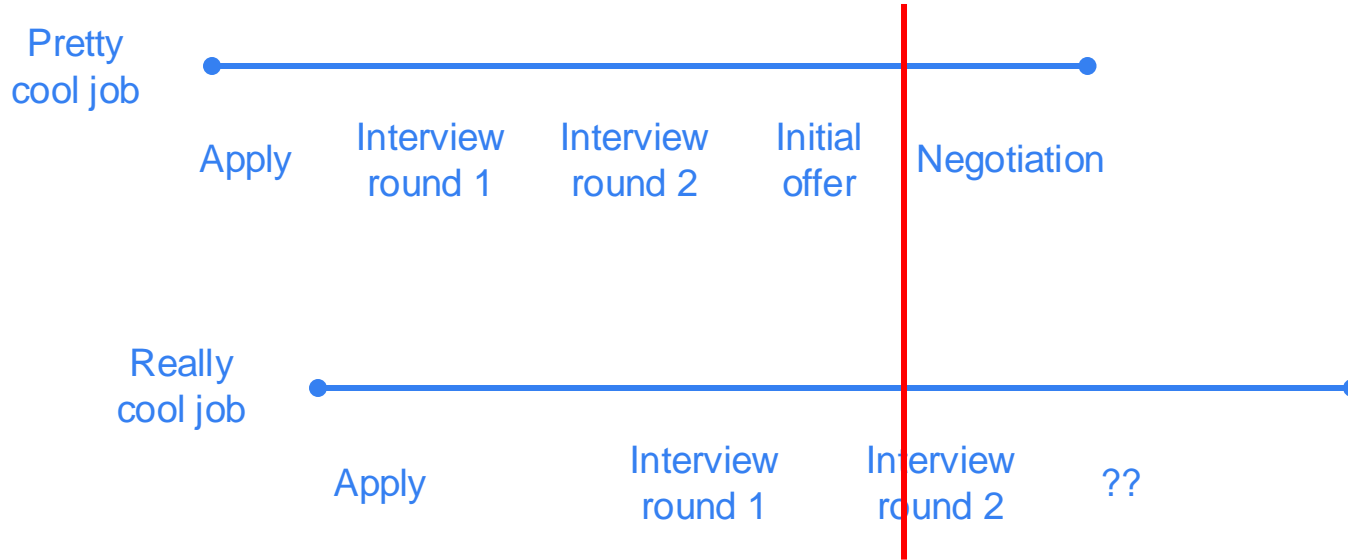 Pretty
cool job
Apply
Interview
round 1
Interview
round 2
Initial
offer
Negotiation
Really
cool job
Apply
Interview
round 1
Interview
round 2
??